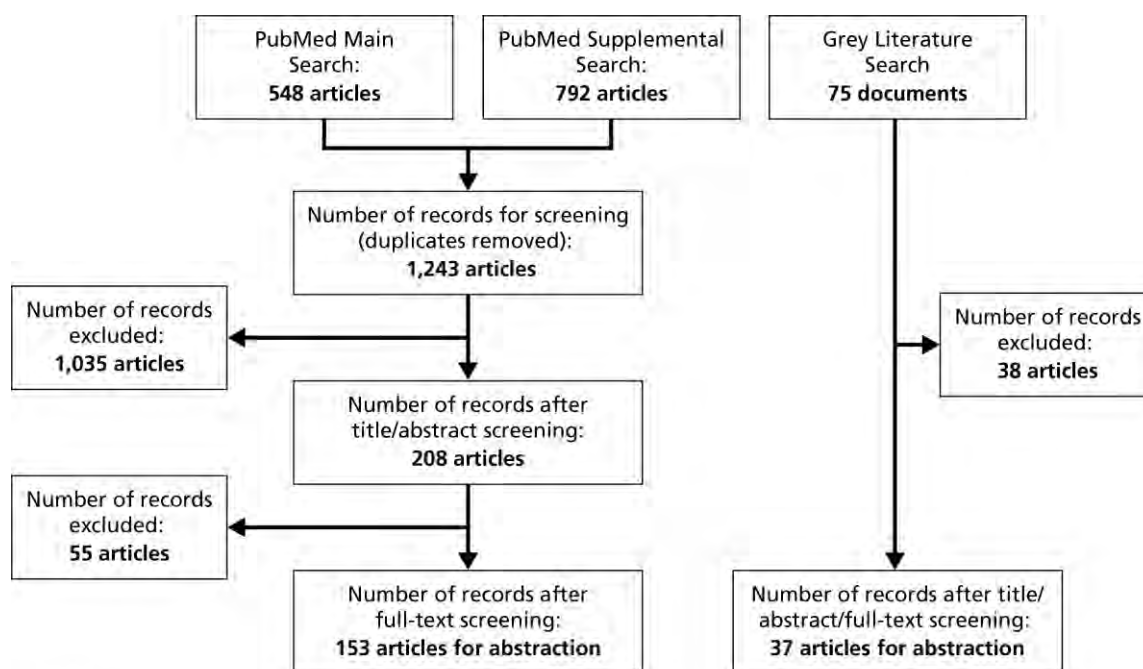 PubMed Main
Search:
548 articles
PubMed Supplemental
Search:
792 articles
Grey Literature
Search
75 documents
Number of records for screening
(duplicates removed):
1,243 articles
Number of records
excluded:
1,035 articles
Number of records
excluded:
38 articles
Number of records after
title/abstract screening:
208 articles
Number of records
excluded:
55 articles
Number of records after
full-text screening:
153 articles for abstraction
Number of records after title/
abstract/full-text screening:
37 articles for abstraction